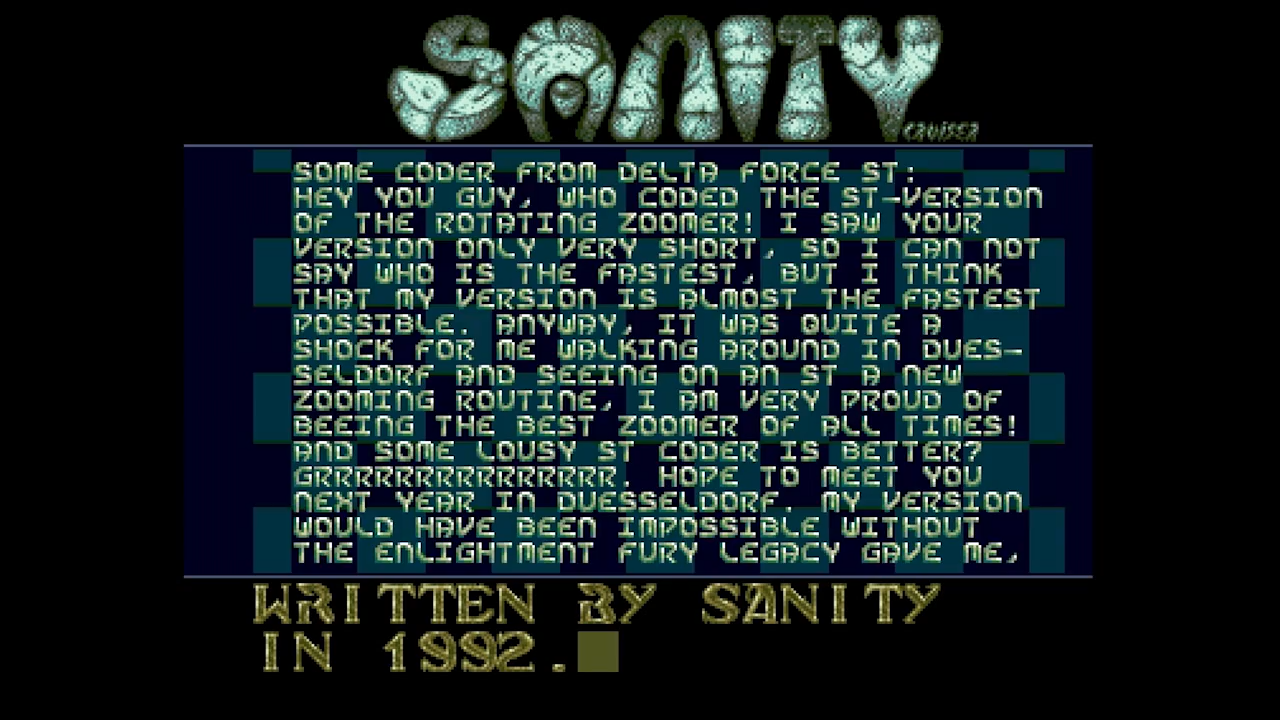 SANITY
CRUISER
SOME CODER FROM DELTA FORCE ST:
HEY YOU GUY, WHO CODED THE ST-VERSION
OF THE ROTATING ZOOMER! I SAW YOUR
VERSION ONLY VERY SHORT, SO I CAN NOT
SAY WHO IS THE FASTEST, BUT I THINK
THAT MY VERSION IS ALMOST THE FASTEST
POSSIBLE. ANYWAY, IT WAS QUITE A
SHOCK FOR ME WALKING AROUND IN DUES-
SELDORF AND SEEING ON AN ST A NEW
ZOOMING ROUTINE, I AM VERY PROUD OF
BEEING THE BEST ZOOMER OF ALL TIMES!
AND SOME LOUSY ST CODER IS BETTER?
GRRRRRRRRRRRRRRR. HOPE TO MEET YOU
NEXT YEAR IN DUESSELDORF. MY VERSION
WOULD HAVE BEEN IMPOSSIBLE WITHOUT
THE ENLIGHTMENT FURY LEGACY GAVE ME,
WRITTEN BY SANITY
IN 1992.